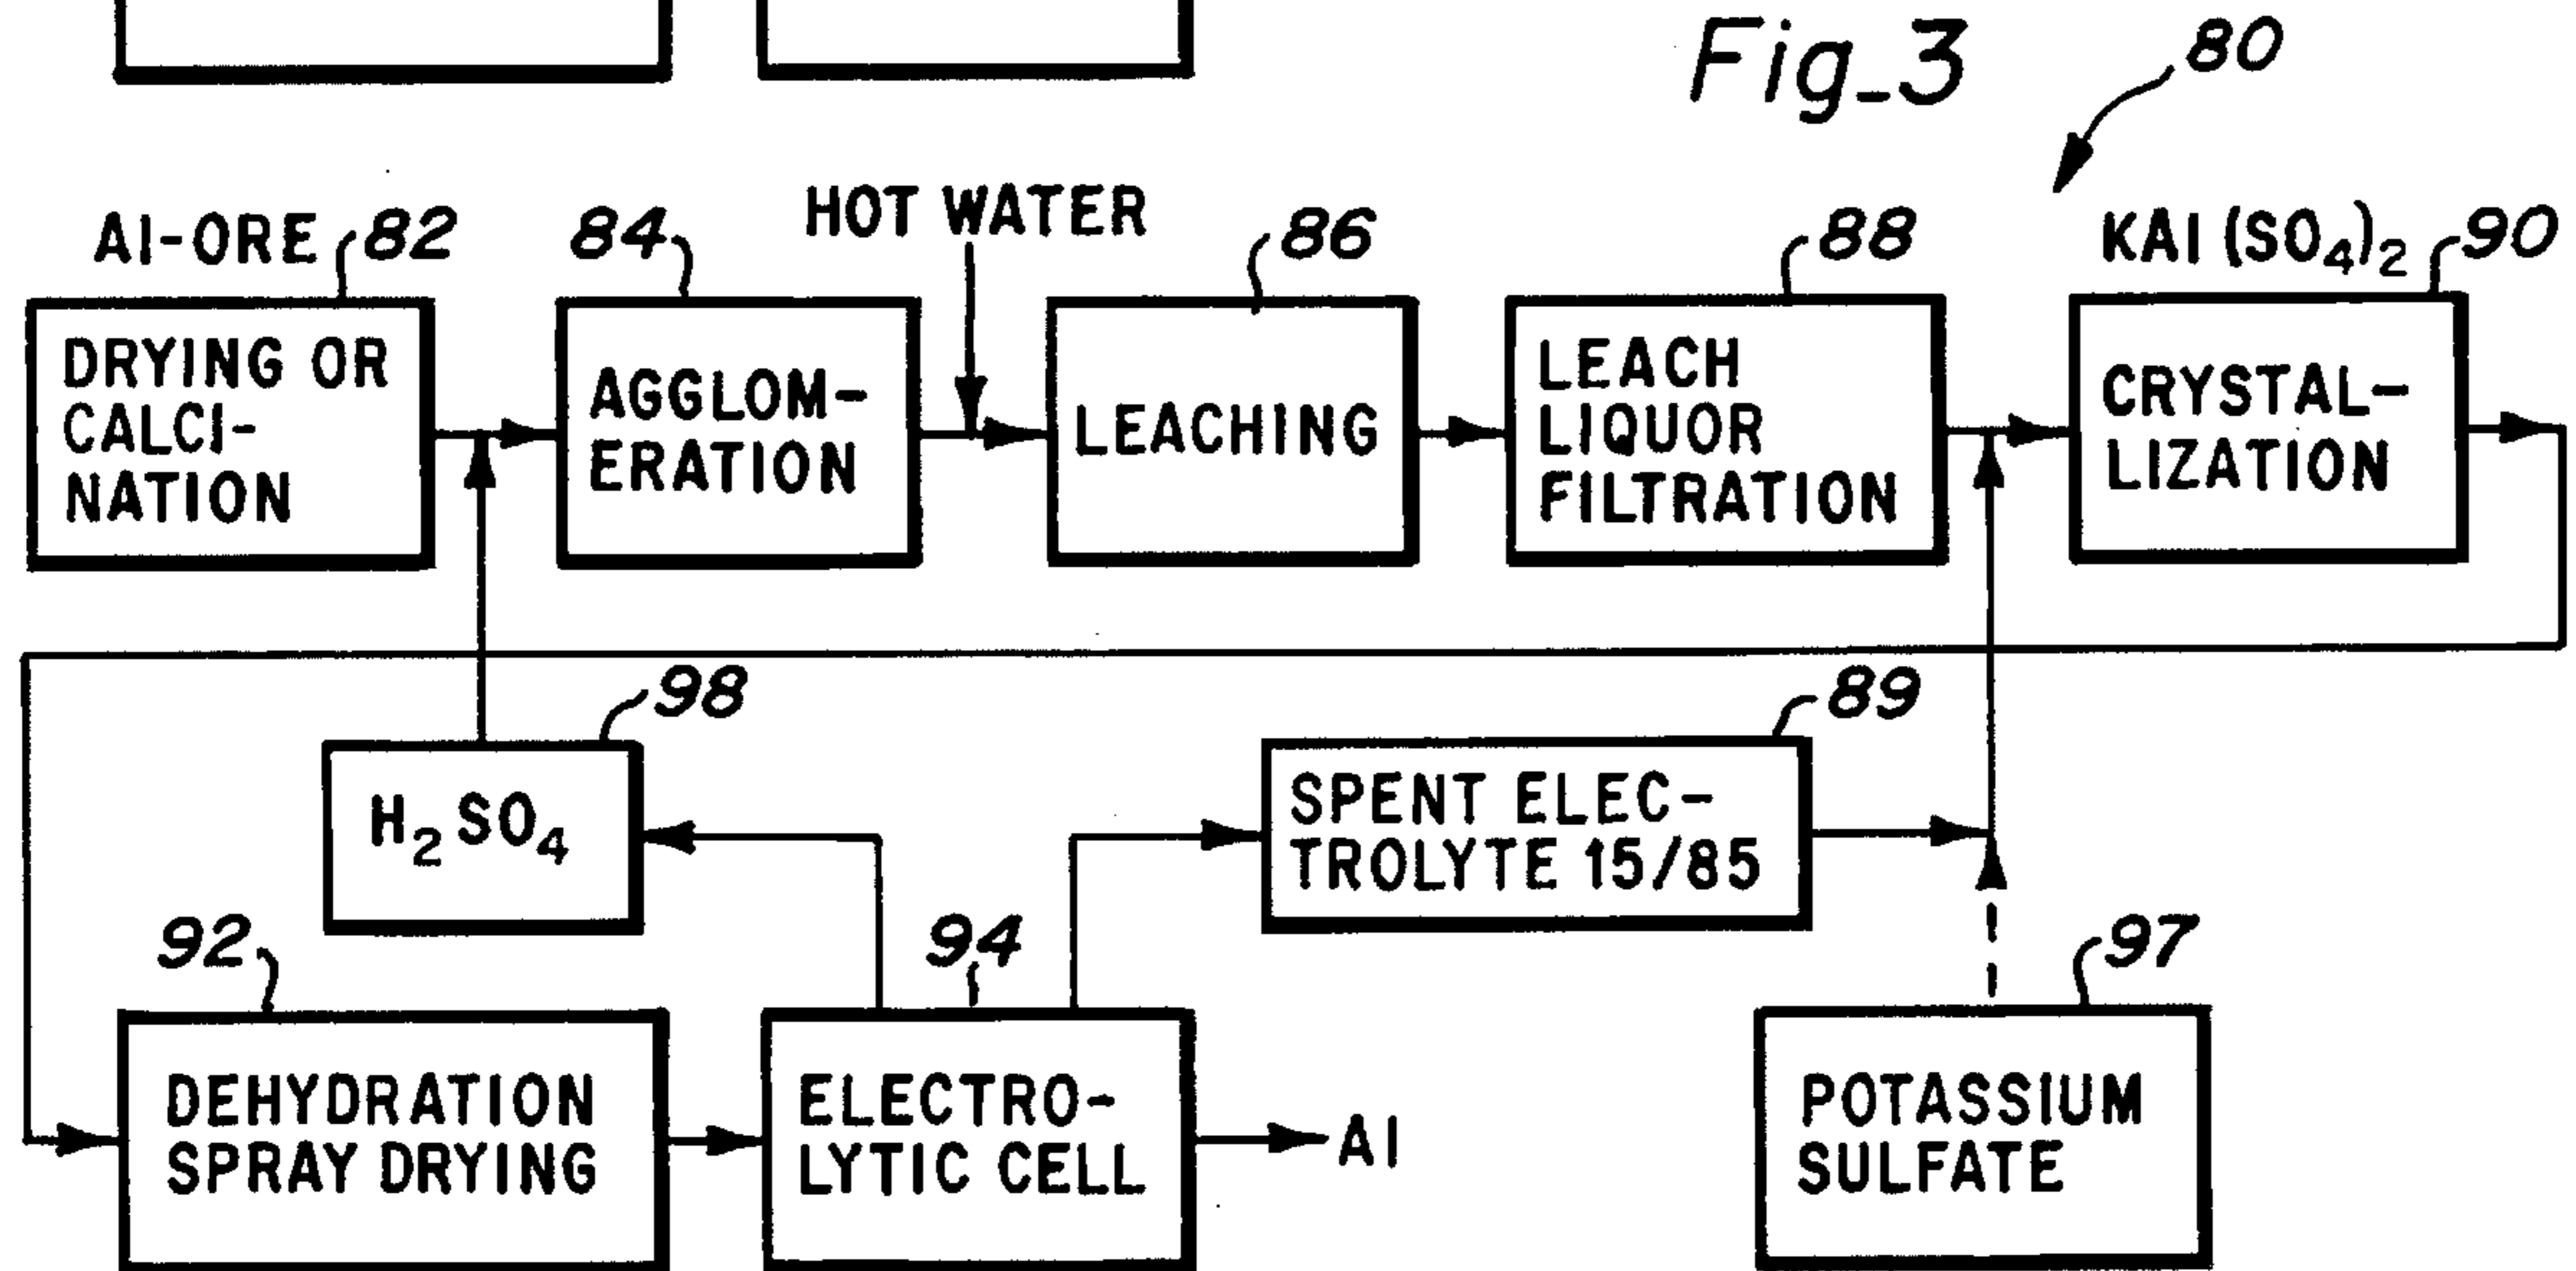 Fig_3
80
Al-ORE
82
84
HOT WATER
86
88
KAl (SO4)2
90
DRYING OR
CALCI-
NATION
AGGLOM-
ERATION
LEACHING
LEACH
LIQUOR
FILTRATION
CRYSTAL-
LIZATION
98
H2SO4
89
SPENT ELEC-
TROLYTE 15/85
92
DEHYDRATION
SPRAY DRYING
94
ELECTRO-
LYTIC CELL
Al
97
POTASSIUM
SULFATE